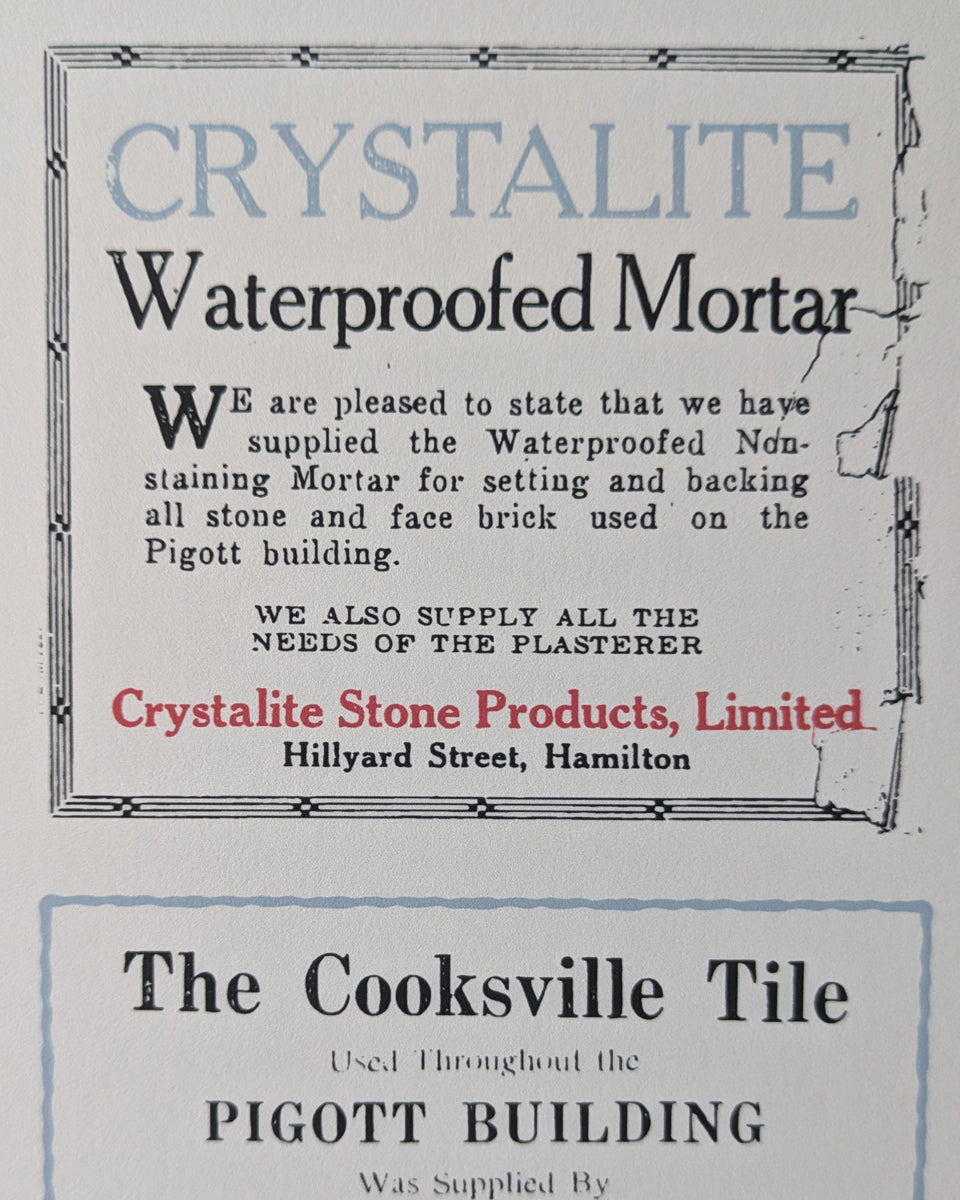 CRYSTALITE
Waterproofed Mortar
WE are pleased to state that we have
supplied the Waterproofed Non-
staining Mortar for setting and backing
all stone and face brick used on the
Pigott building.
WE ALSO SUPPLY ALL THE
NEEDS OF THE PLASTERER
Crystalite Stone Products, Limited
Hillyard Street, Hamilton
The Cooksville Tile
Used Throughout the
PIGOTT BUILDING
Was Supplied By